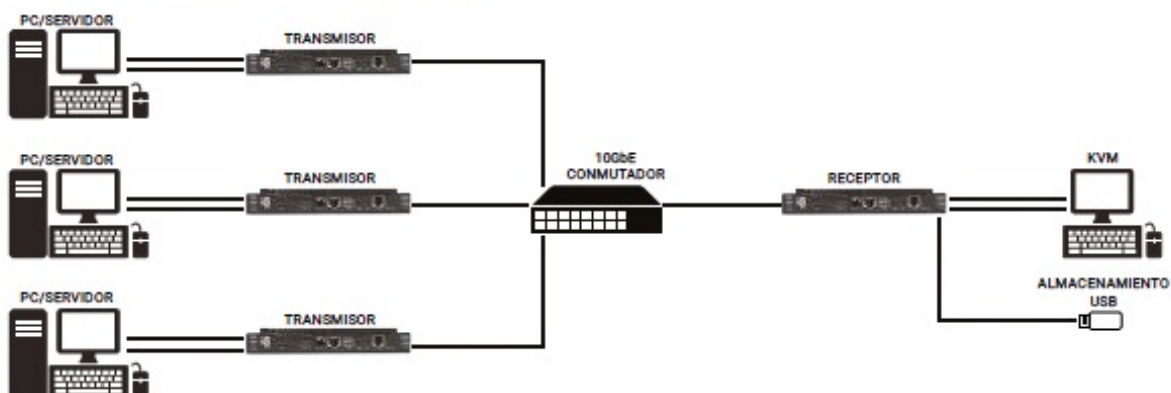 PC/SERVIDOR
TRANSMISOR
PC/SERVIDOR
TRANSMISOR
10GbE
CONMUTADOR
RECEPTOR
KVM
ALMACENAMIENTO
USB
PC/SERVIDOR
TRANSMISOR